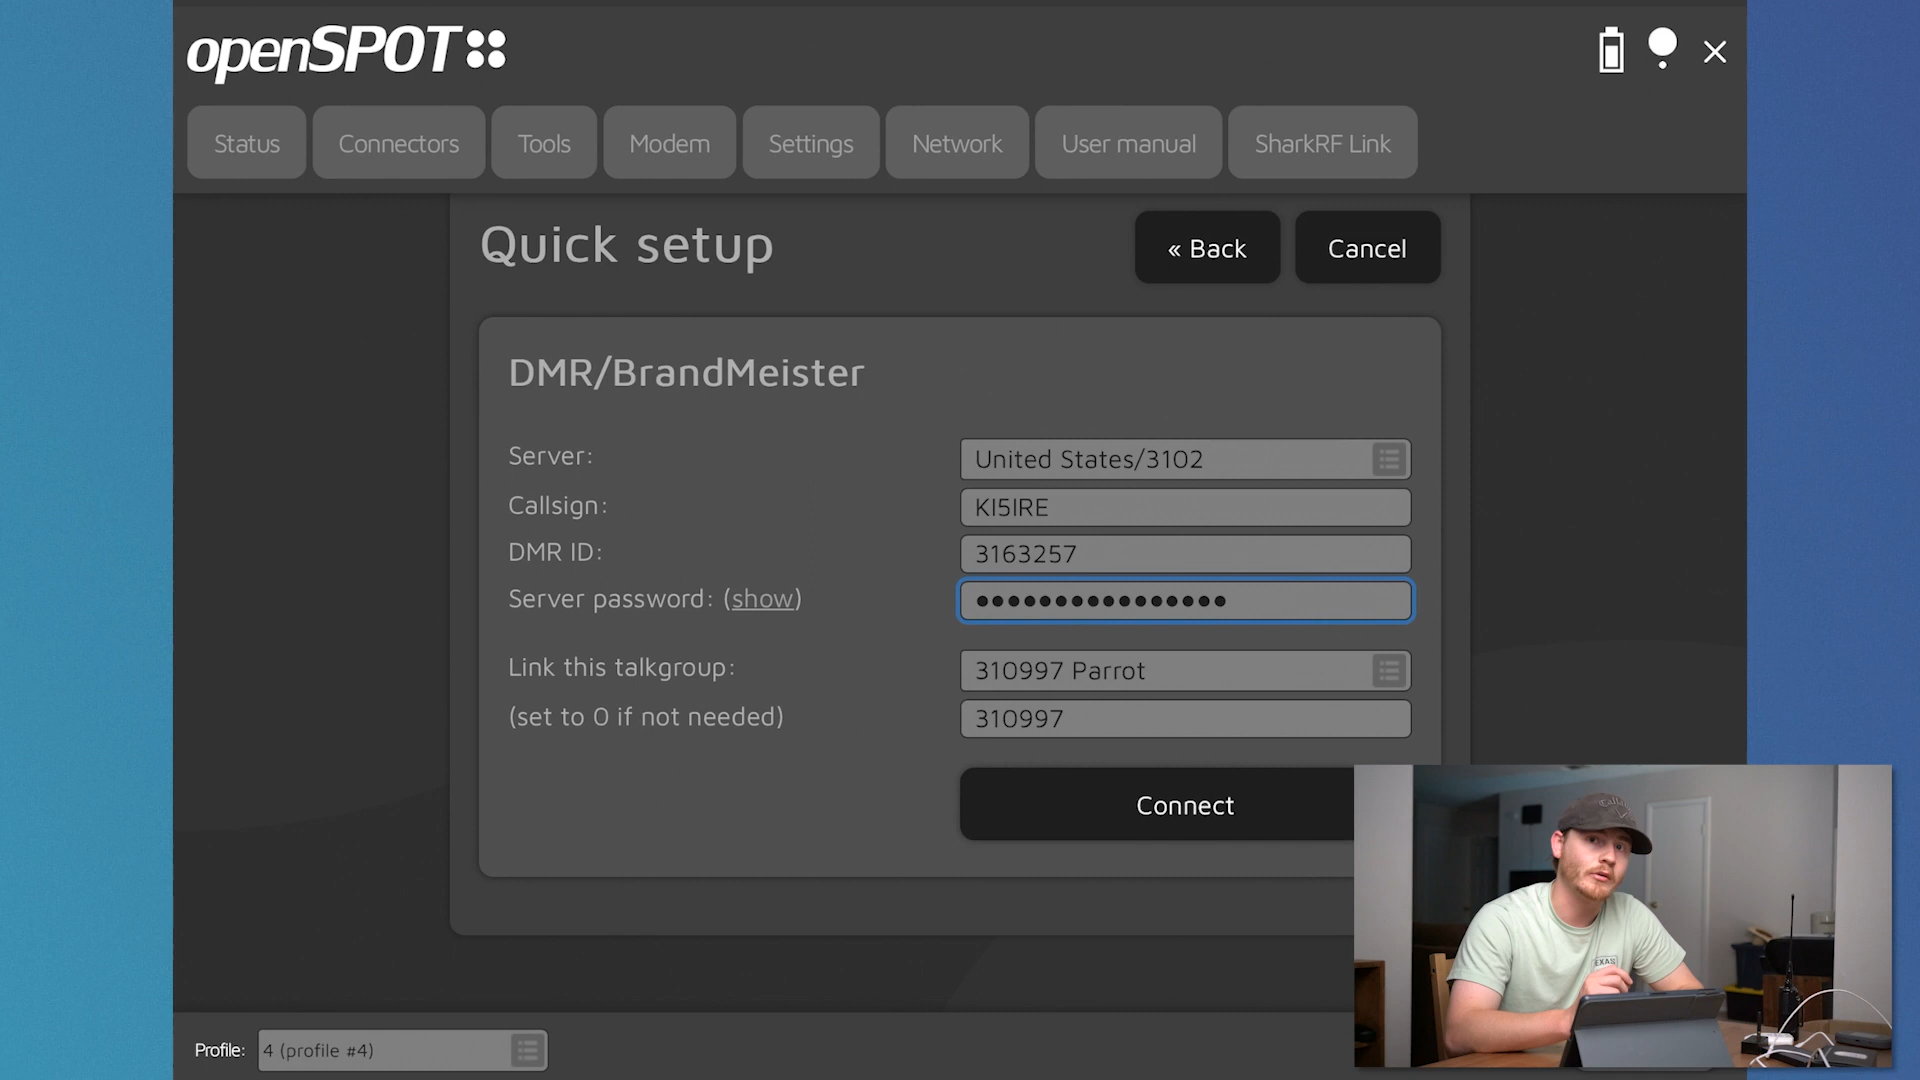 openSPOT
Status Connectors Tools Modem Settings Network User manual SharkRF Link
Quick setup
« Back Cancel
DMR/BrandMeister
Server: United States/3102
Callsign: KI5IRE
DMR ID: 3163257
Server password: (show) ●●●●●●●●●●●●●●●●
Link this talkgroup: 310997 Parrot
(set to 0 if not needed) 310997
Connect
Profile: 4 (profile #4)
EXAS